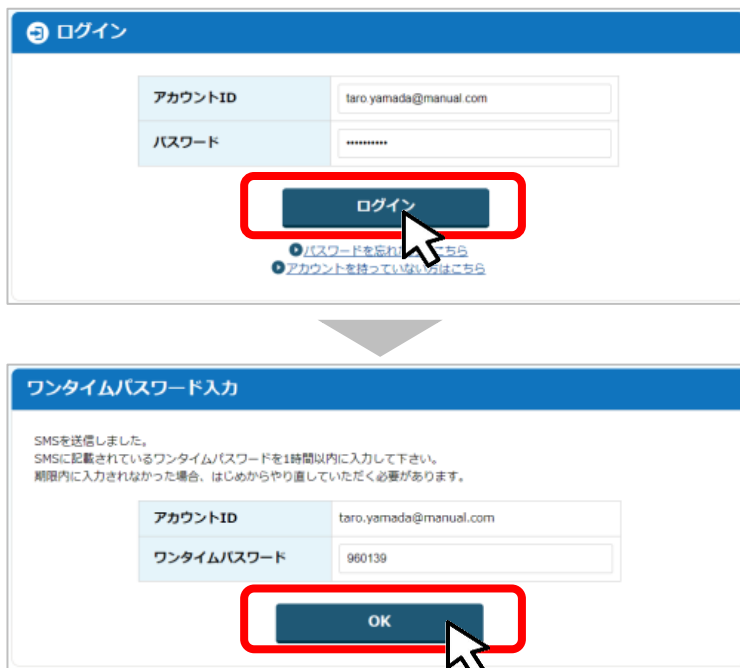 ログイン
アカウントID
taro.yamada@manual.com
パスワード
••••••••••
ログイン
パスワードを忘れ こちら
アカウントを持っていない方はこちら
ワンタイムパスワード入力
SMSを送信しました。
SMSに記載されているワンタイムパスワードを1時間以内に入力して下さい。
期限内に入力されなかった場合、はじめからやり直していただく必要があります。
アカウントID
taro.yamada@manual.com
ワンタイムパスワード
960139
OK